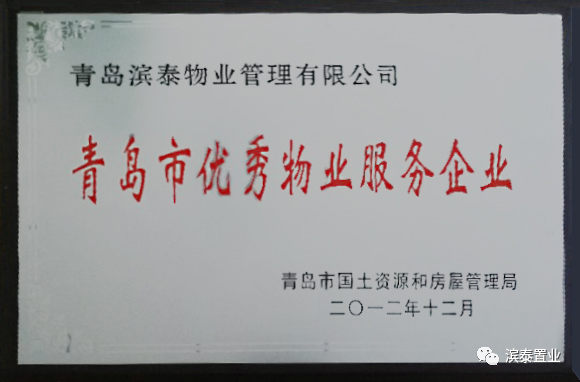 青岛滨泰物业管理有限公司
青岛市优秀物业服务企业
青岛市国土资源和房屋管理局
二〇一二年十二月
滨泰置业